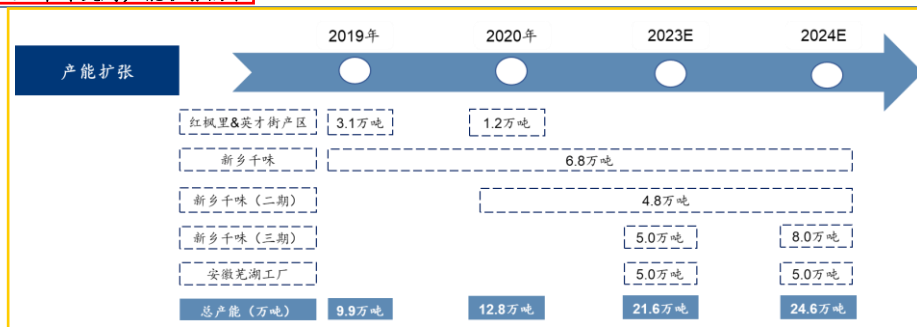 2019年 2020年 2023E 2024E
产能扩张
红枫里&英才街产区 3.1万吨 1.2万吨
新乡千味 6.8万吨
新乡千味（二期） 4.8万吨
新乡千味（三期） 5.0万吨 8.0万吨
安徽芜湖工厂 5.0万吨 5.0万吨
总产能（万吨） 9.9万吨 12.8万吨 21.6万吨 24.6万吨